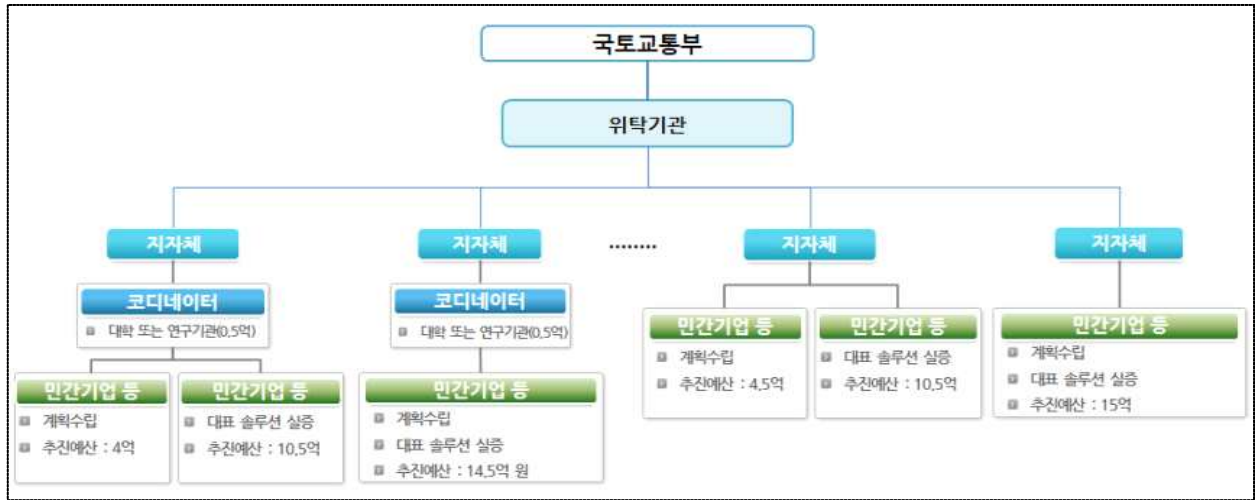 국토교통부
위탁기관
지자체
코디네이터
대학 또는 연구기관(0.5억)
민간기업 등
계획수립
추진예산 : 4억
민간기업 등
대표 솔루션 실증
추진예산 : 10.5억
지자체
코디네이터
대학 또는 연구기관(0.5억)
민간기업 등
계획수립
대표 솔루션 실증
추진예산 : 14.5억 원
........
지자체
민간기업 등
계획수립
추진예산 : 4.5억
민간기업 등
대표 솔루션 실증
추진예산 : 10.5억
지자체
민간기업 등
계획수립
대표 솔루션 실증
추진예산 : 15억